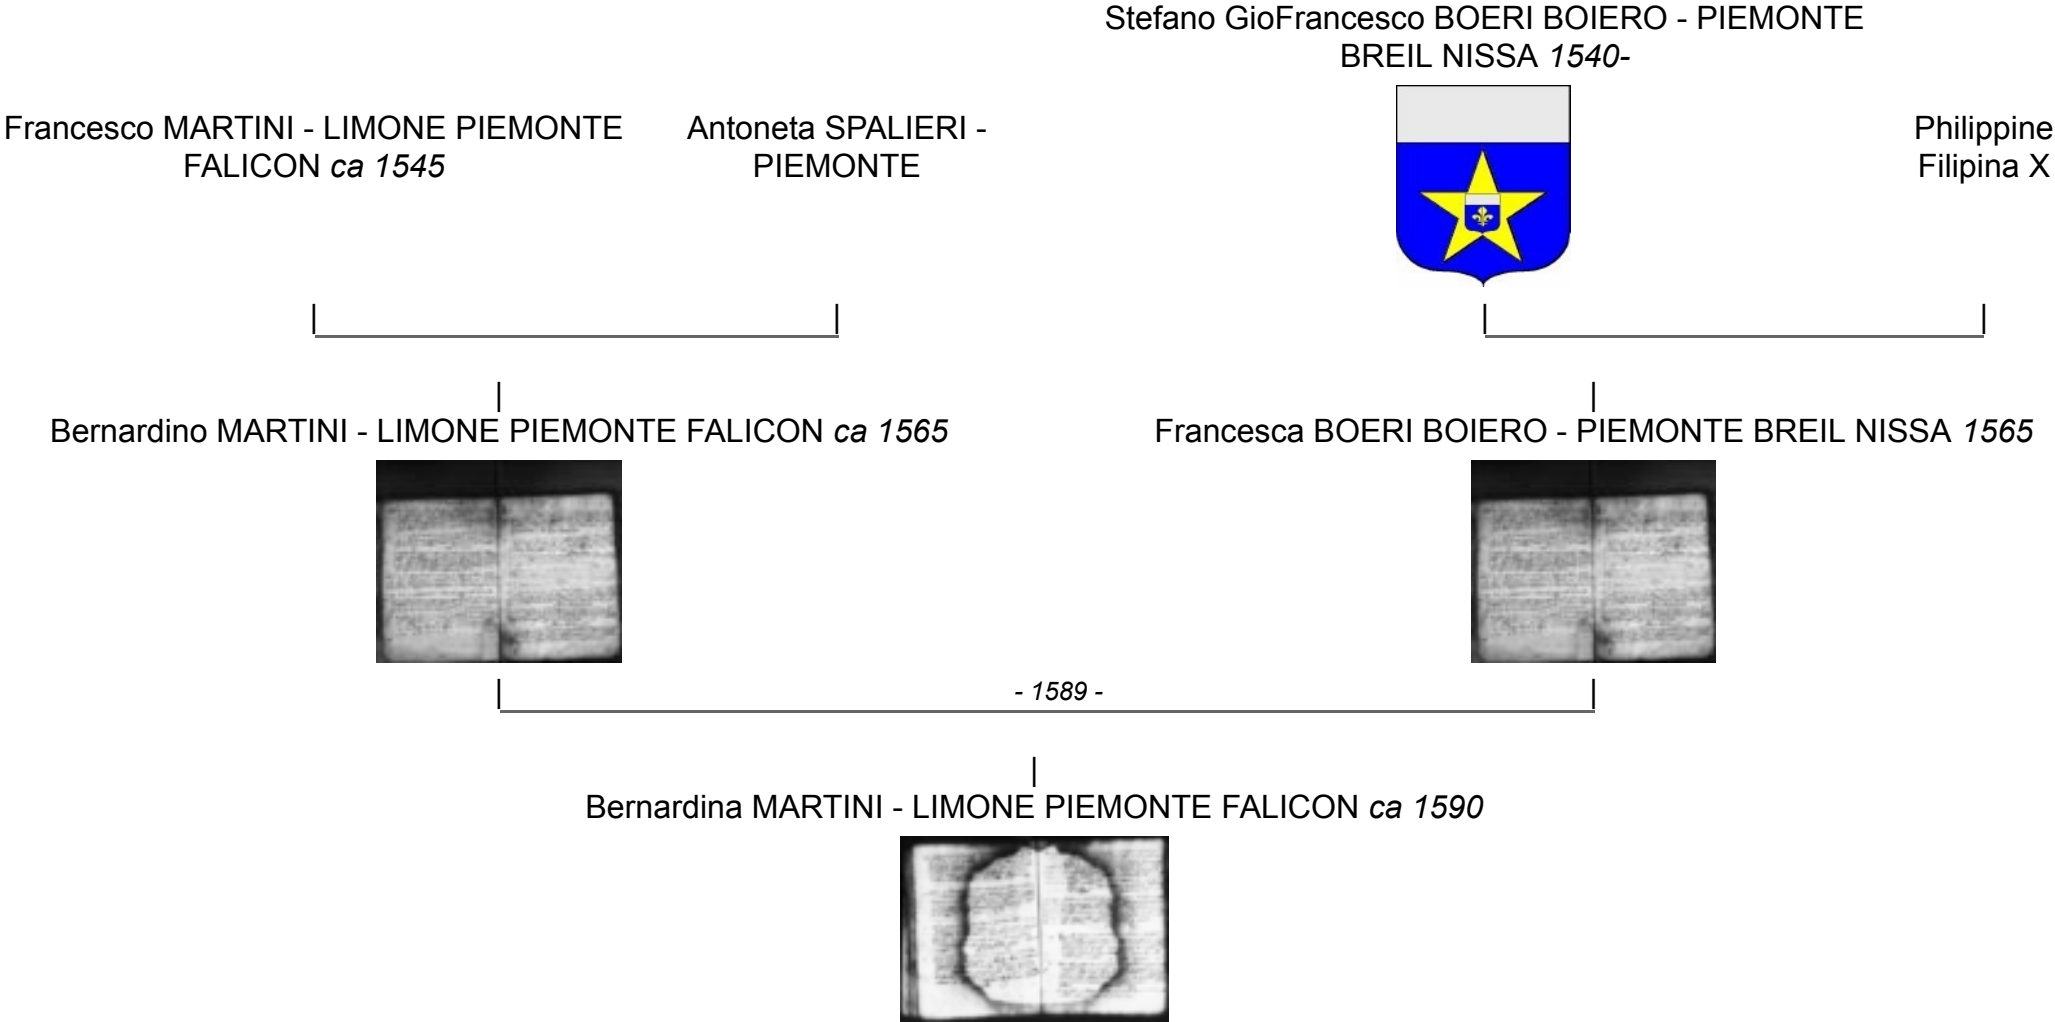 Stefano GioFrancesco BOERI BOIERO - PIEMONTE
BREIL NISSA 1540-
Francesco MARTINI - LIMONE PIEMONTE
FALICON ca 1545
Antoneta SPALIERI -
PIEMONTE
Philippine
Filipina X
Bernardino MARTINI - LIMONE PIEMONTE FALICON ca 1565
Francesca BOERI BOIERO - PIEMONTE BREIL NISSA 1565
- 1589 -
Bernardina MARTINI - LIMONE PIEMONTE FALICON ca 1590